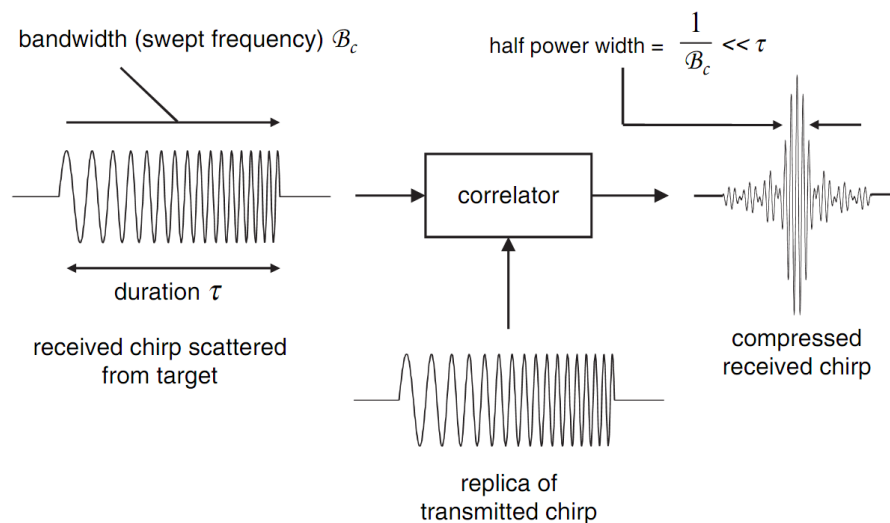 bandwidth (swept frequency) ℬc
half power width = 1/ℬc << τ
correlator
duration τ
received chirp scattered
from target
compressed
received chirp
replica of
transmitted chirp